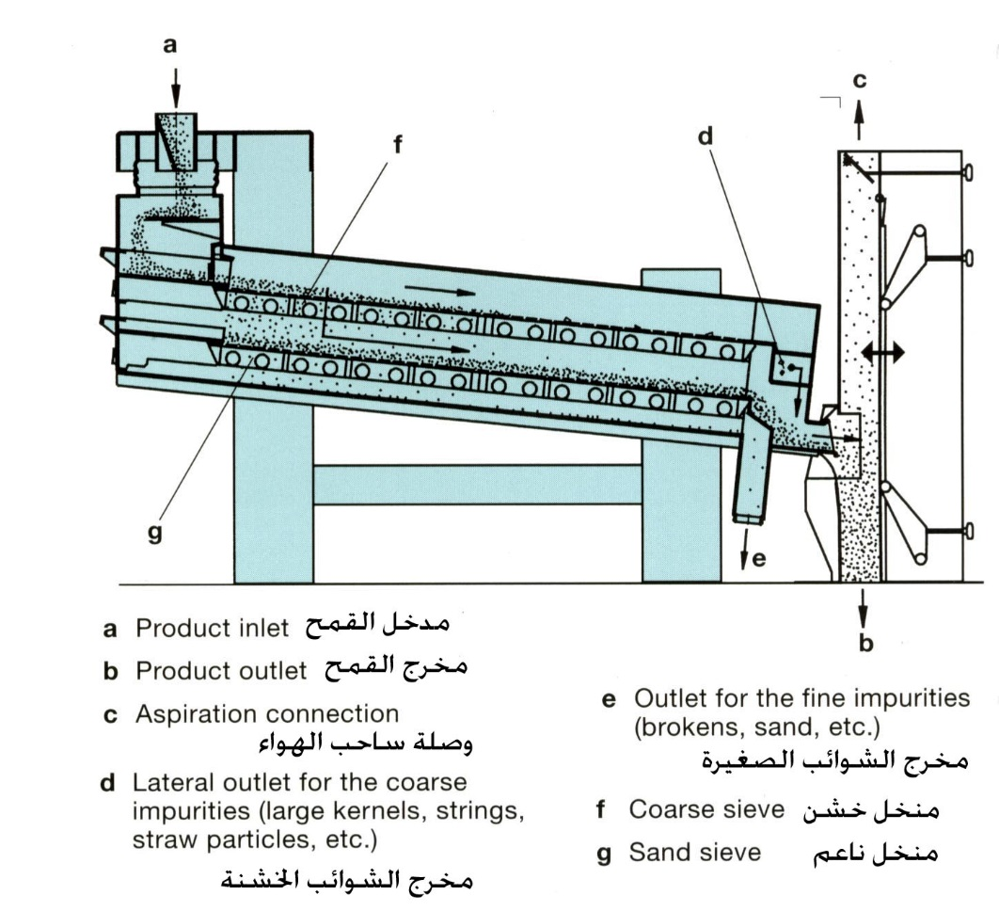 a
c
f
d
g
e
b
a Product inlet مدخل القمح
b Product outlet مخرج القمح
c Aspiration connection
وصلة ساحب الهواء
d Lateral outlet for the coarse
impurities (large kernels, strings,
straw particles, etc.)
مخرج الشوائب الخشنة
e Outlet for the fine impurities
(brokens, sand, etc.)
مخرج الشوائب الصغيرة
f Coarse sieve منخل خشن
g Sand sieve منخل ناعم